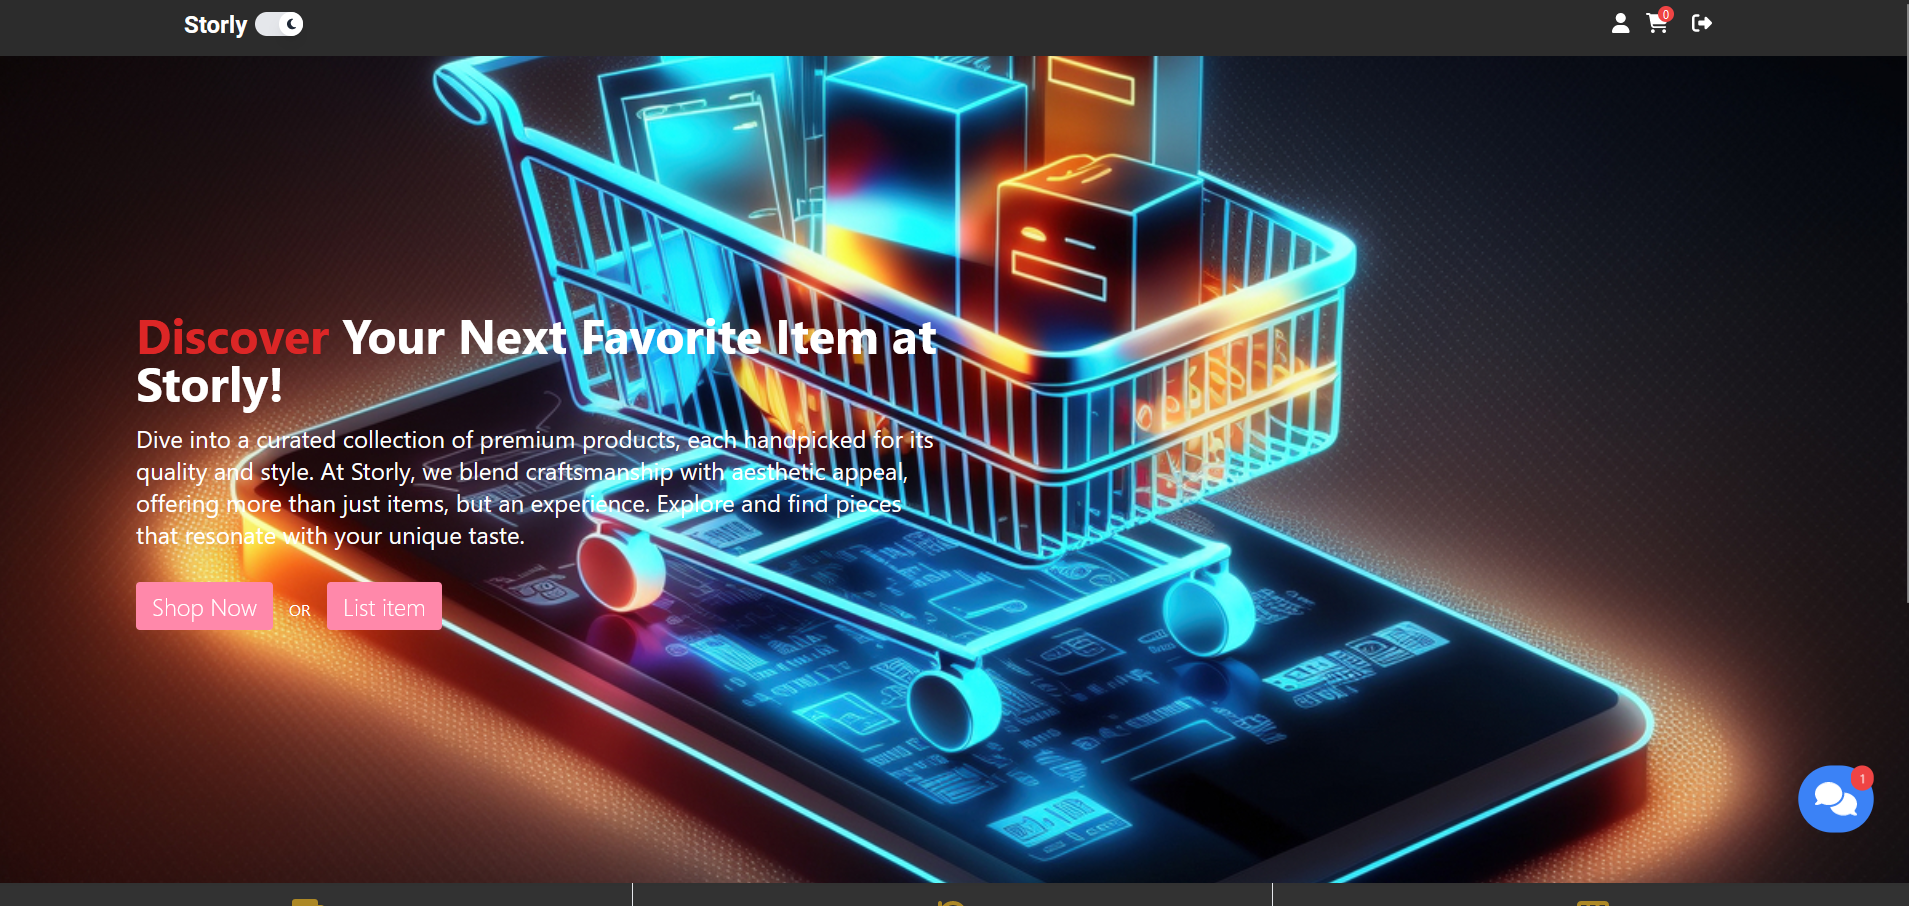 Storly
0
Discover Your Next Favorite Item at
Storly!
Dive into a curated collection of premium products, each handpicked for its
quality and style. At Storly, we blend craftsmanship with aesthetic appeal,
offering more than just items, but an experience. Explore and find pieces
that resonate with your unique taste.
Shop Now OR List item
1